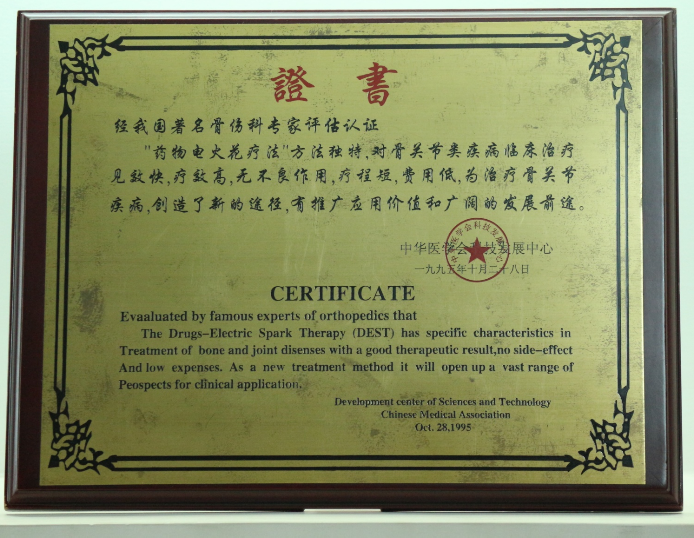 證 書
经我国著名骨伤科专家评估认证
"药物电火花疗法"方法独特,对骨关节类疾病临床治疗
见效快,疗效高,无不良作用,疗程短,费用低,为治疗骨关节
疾病,创造了新的途径,有推广应用价值和广阔的发展前途。
中华医学会科技发展中心
一九九五年十月二十八日
CERTIFICATE
Evaaluated by famous experts of orthopedics that
The Drugs-Electric Spark Therapy (DEST) has specific characteristics in
Treatment of bone and joint disenses with a good therapeutic result,no side-effect
And low expenses. As a new treatment method it will open up a vast range of
Peospects for clinical application.
Development center of Sciences and Technology
Chinese Medical Association
Oct. 28,1995